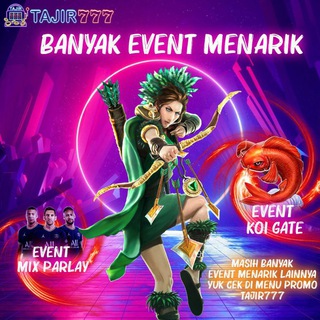 TAJIR777
BANYAK EVENT MENARIK
EVENT
KOI GATE
EVENT
MIX PARLAY
MASIH BANYAK
EVENT MENARIK LAINNYA
YUK CEK DI MENU PROMO
TAJIR777